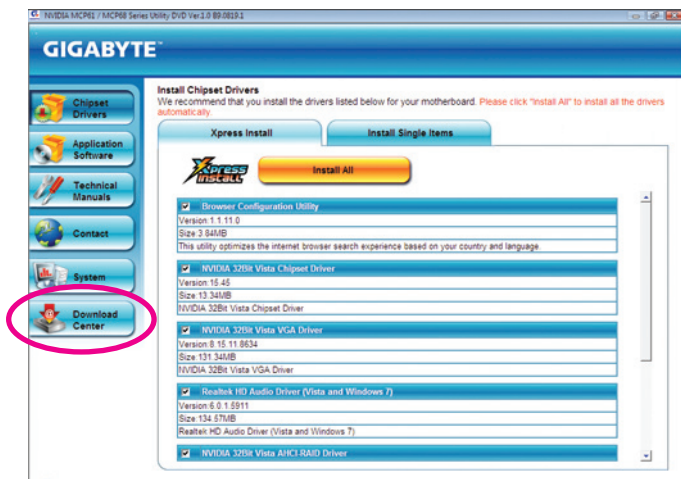 NVIDIA MCP61 / MCP68 Series Utility DVD Ver.1.0 B9.0819.1
GIGABYTE™
Chipset
Drivers
Application
Software
Technical
Manuals
Contact
System
Download
Center
Install Chipset Drivers
We recommend that you install the drivers listed below for your motherboard. Please click "Install All" to install all the drivers
automatically.
Xpress Install
Install Single Items
Xpress
Install
Install All
Browser Configuration Utility
Version:1.1.11.0
Size:3.84MB
This utility optimizes the internet browser search experience based on your country and language.
NVIDIA 32Bit Vista Chipset Driver
Version:15.45
Size:13.34MB
NVIDIA 32Bit Vista Chipset Driver
NVIDIA 32Bit Vista VGA Driver
Version:8.15.11.8634
Size:131.34MB
NVIDIA 32Bit Vista VGA Driver
Realtek HD Audio Driver (Vista and Windows 7)
Version:6.0.1.5911
Size:134.57MB
Realtek HD Audio Driver (Vista and Windows 7)
NVIDIA 32Bit Vista AHCI-RAID Driver